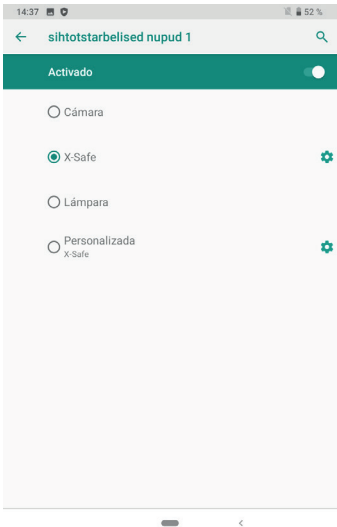 14:37 52 %
sihtotstarbelised nupud 1
Activado
Cámara
X-Safe
Lámpara
Personalizada
X-Safe